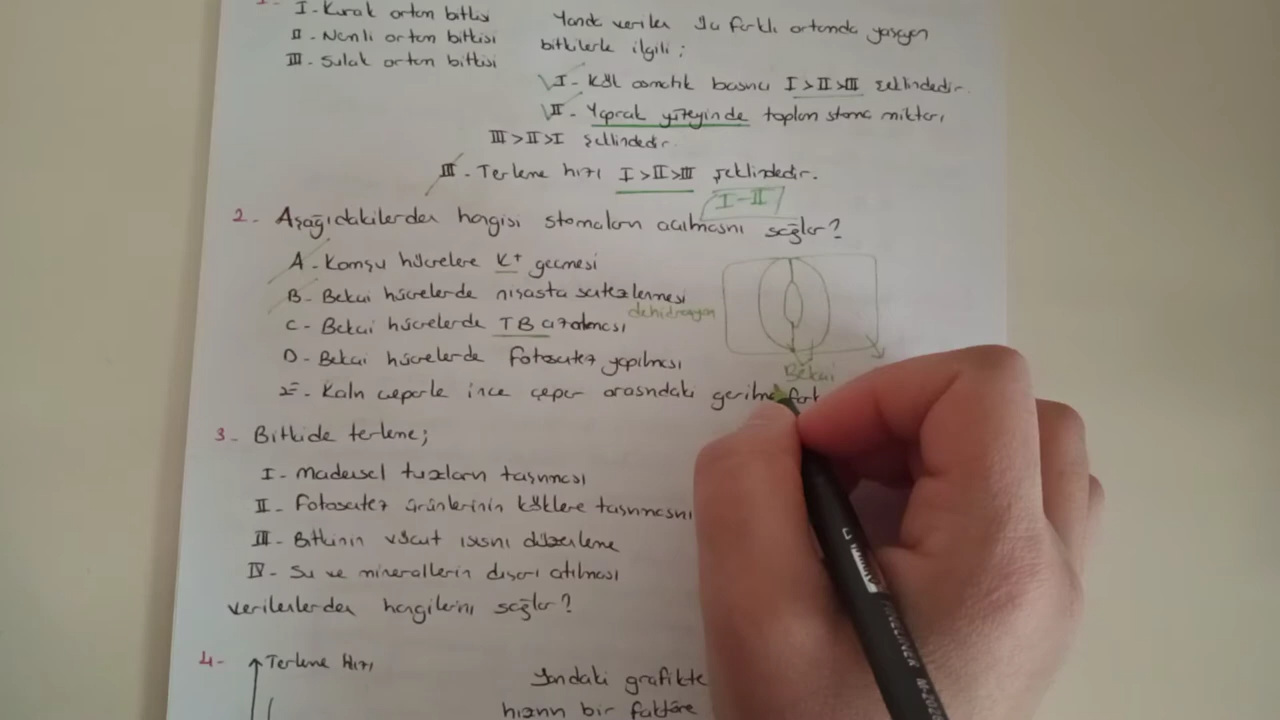 I - Kurak ortam bitkisi
II - Nemli ortam bitkisi
III - Sulak ortam bitkisi
Yanda verilen üç farklı ortamda yaşayan
bitkilerle ilgili;
I - Kök osmotik basıncı I > II > III şeklindedir.
II - Yaprak yüzeyinde toplam stoma miktarı
III > II > I şeklindedir.
III - Terleme hızı I > II > III şeklindedir.
I-II
2 - Aşağıdakilerden hangisi stomaların açılmasını sağlar?
A - Komşu hücrelere K+ geçmesi
B - Bekçi hücrelerde nişasta sentezlenmesi
dehidrasyon
C - Bekçi hücrelerde TB azalması
D - Bekçi hücrelerde fotosentez yapılması
Bekçi
E - Kalın çeperle ince çeper arasındaki gerilme fark
3 - Bitkide terleme;
I - Madensel tuzların taşınması
II - Fotosentez ürünlerinin köklere taşınmasını
III - Bitkinin vücut ısısını düzenleme
IV - Su ve minerallerin dışarı atılması
verilenlerden hangilerini sağlar?
4 - Terleme Hızı
Yandaki grafikte
hızının bir faktöre